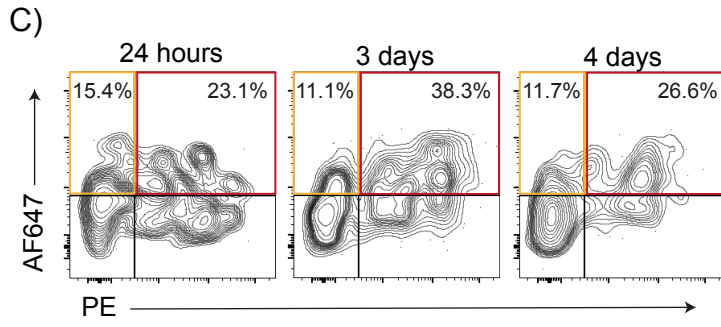 C)
24 hours
3 days
4 days
15.4%
23.1%
11.1%
38.3%
11.7%
26.6%
AF647
PE